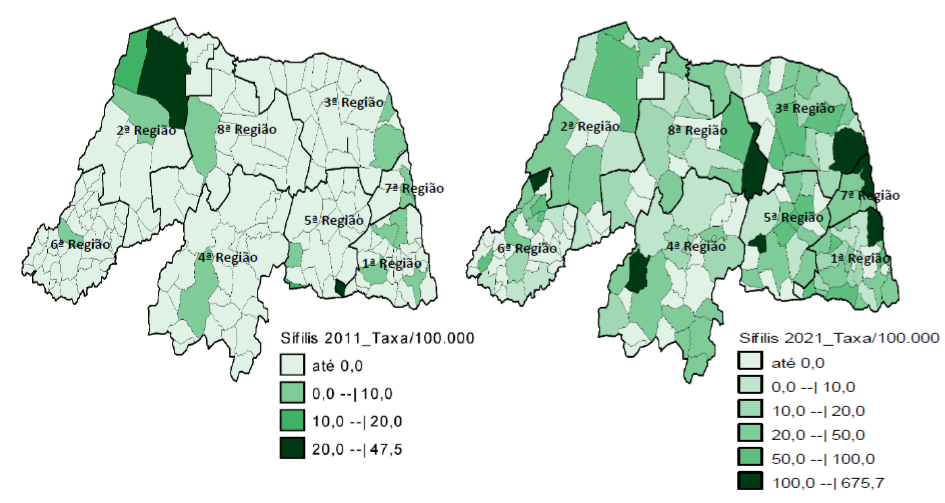 3ª Região
2ª Região
8ª Região
7ª Região
5ª Região
6ª Região
4ª Região
1ª Região
Sífilis 2011_Taxa/100.000
até 0,0
0,0 --| 10,0
10,0 --| 20,0
20,0 --| 47,5
3ª Região
2ª Região
8ª Região
7ª Região
5ª Região
6ª Região
4ª Região
1ª Região
Sífilis 2021_Taxa/100.000
até 0,0
0,0 --| 10,0
10,0 --| 20,0
20,0 --| 50,0
50,0 --| 100,0
100,0 --| 675,7